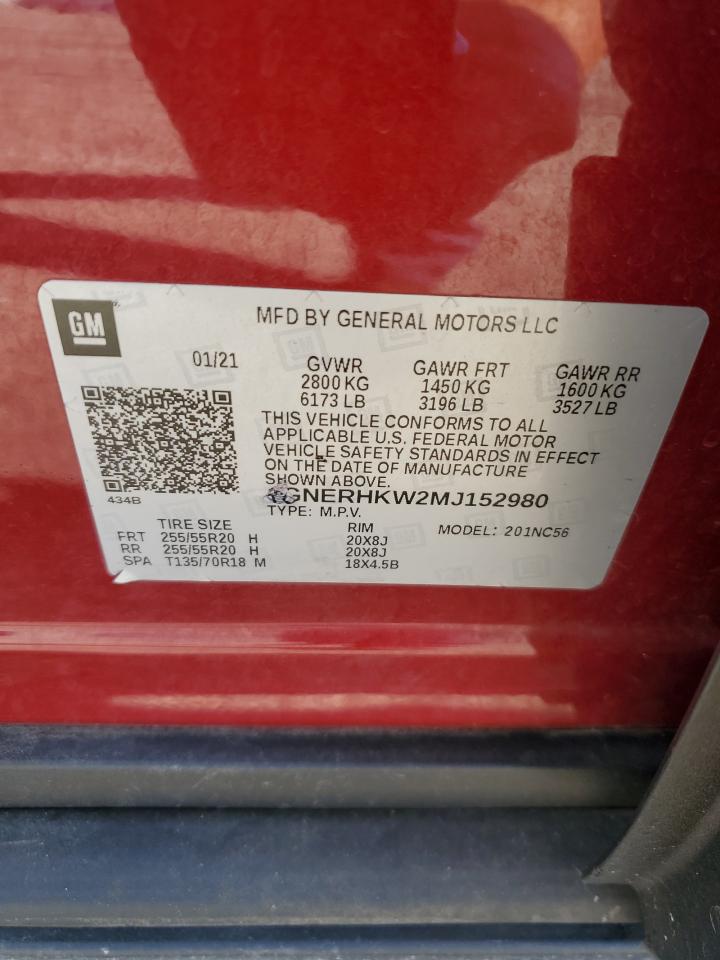 GM
MFD BY GENERAL MOTORS LLC
01/21
GVWR
2800 KG
6173 LB
GAWR FRT
1450 KG
3196 LB
GAWR RR
1600 KG
3527 LB
THIS VEHICLE CONFORMS TO ALL
APPLICABLE U.S. FEDERAL MOTOR
VEHICLE SAFETY STANDARDS IN EFFECT
ON THE DATE OF MANUFACTURE
SHOWN ABOVE.
434B
1GNERHKW2MJ152980
TYPE: M.P.V.
MODEL: 201NC56
TIRE SIZE RIM
FRT 255/55R20 H 20X8J
RR 255/55R20 H 20X8J
SPA T135/70R18 M 18X4.5B